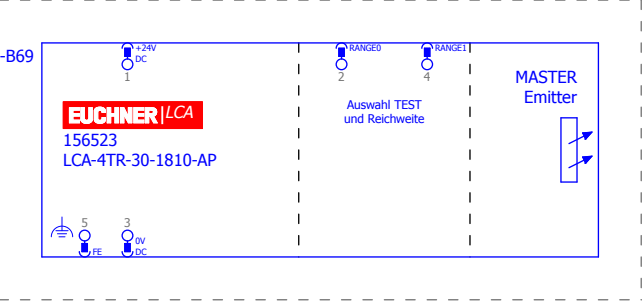 -B69
+24V
DC
1
RANGE0
2
RANGE1
4
MASTER
Emitter
EUCHNER|LCA
156523
LCA-4TR-30-1810-AP
Auswahl TEST
und Reichweite
5
FE
3
0V
DC